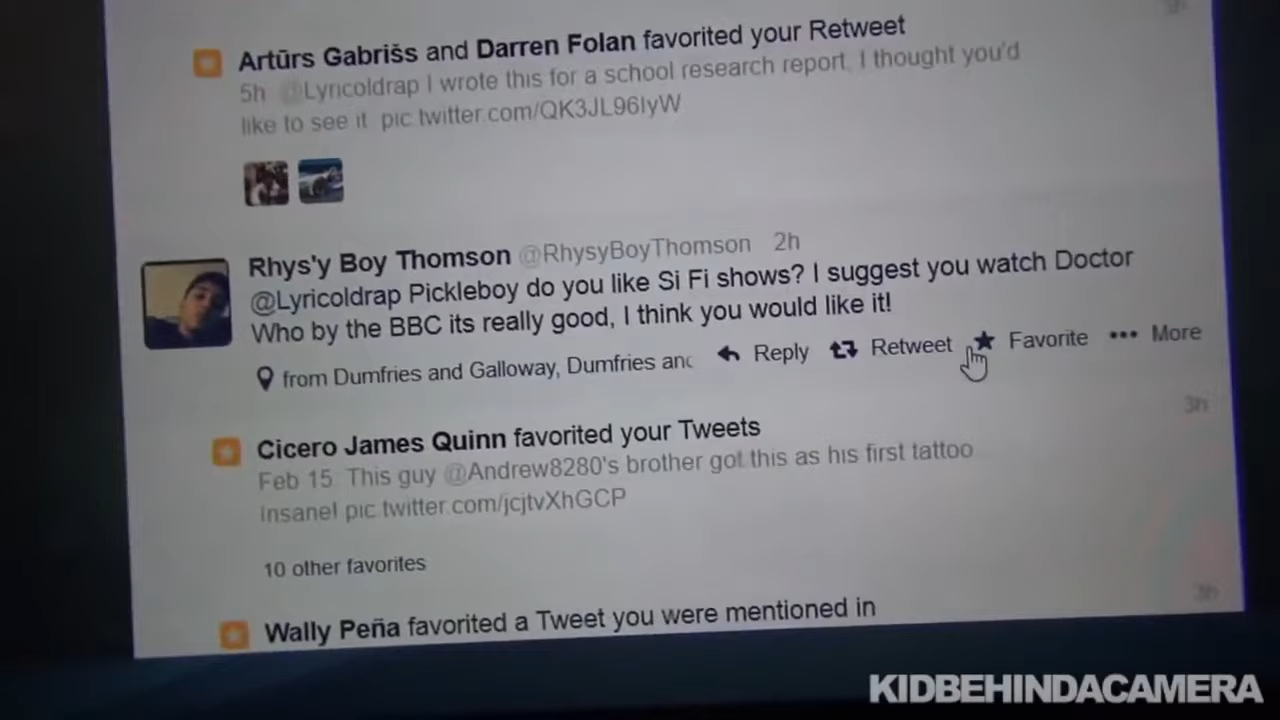 Artūrs Gabrišs and Darren Folan favorited your Retweet
5h @Lyricoldrap I wrote this for a school research report, I thought you'd
like to see it pic.twitter.com/QK3JL96IyW
Rhys'y Boy Thomson @RhysyBoyThomson 2h
@Lyricoldrap Pickleboy do you like Si Fi shows? I suggest you watch Doctor
Who by the BBC its really good, I think you would like it!
from Dumfries and Galloway, Dumfries and Reply Retweet Favorite More
3h
Cicero James Quinn favorited your Tweets
Feb 15 This guy @Andrew8280's brother got this as his first tattoo
Insane! pic.twitter.com/jcjtvXhGCP
10 other favorites
3h
Wally Peña favorited a Tweet you were mentioned in
KIDBEHINDACAMERA